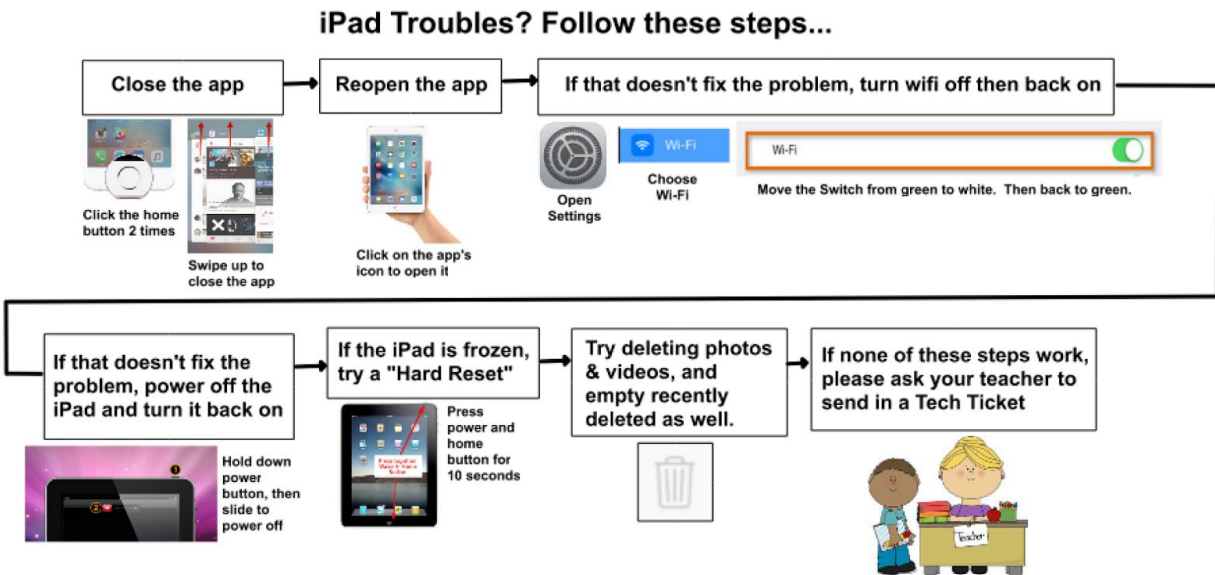 iPad Troubles? Follow these steps...
Close the app
Click the home
button 2 times
Swipe up to
close the app
Reopen the app
Click on the app's
icon to open it
If that doesn't fix the problem, turn wifi off then back on
Open
Settings
Wi-Fi
Choose
Wi-Fi
Wi-Fi
Move the Switch from green to white.  Then back to green.
If that doesn't fix the
problem, power off the
iPad and turn it back on
1
2
Hold down
power
button, then
slide to
power off
If the iPad is frozen,
try a "Hard Reset"
Press together
Button
Press
power and
home
button for
10 seconds
Try deleting photos
& videos, and
empty recently
deleted as well.
If none of these steps work,
please ask your teacher to
send in a Tech Ticket
Teacher